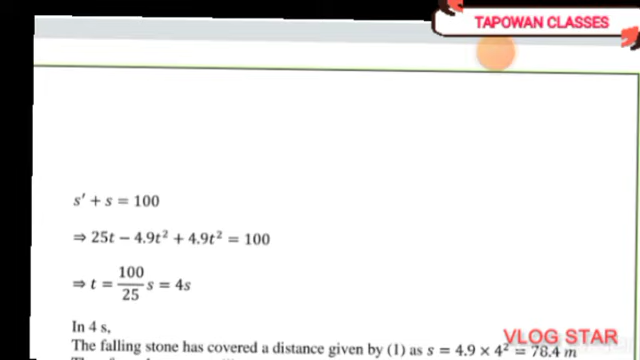 TAPOWAN CLASSES
s′ + s = 100
⇒ 25t − 4.9t² + 4.9t² = 100
⇒ t = 100/25 s = 4s
In 4 s,
VLOG STAR
The falling stone has covered a distance given by (1) as s = 4.9 × 4² = 78.4 m